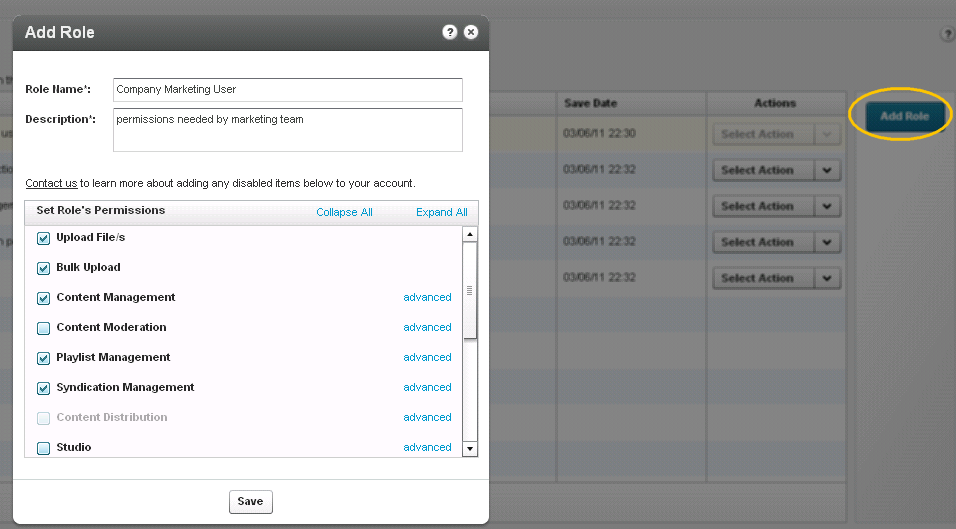 Add Role
?
Role Name*:
Company Marketing User
Description*:
permissions needed by marketing team
Contact us to learn more about adding any disabled items below to your account.
Set Role's Permissions Collapse All Expand All
Upload File/s
Bulk Upload
Content Management advanced
Content Moderation advanced
Playlist Management advanced
Syndication Management advanced
Content Distribution advanced
Studio advanced
Save
?
Save Date Actions
Add Role
03/06/11 22:30 Select Action
03/06/11 22:32 Select Action
03/06/11 22:32 Select Action
03/06/11 22:32 Select Action
03/06/11 22:32 Select Action